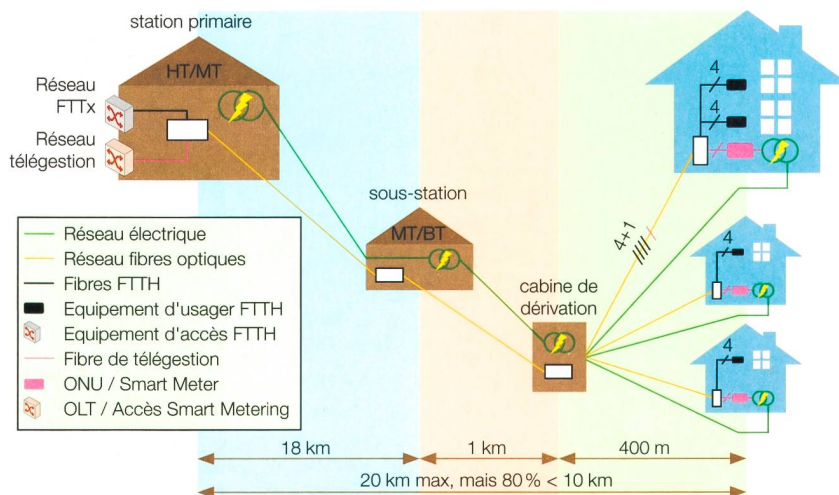 station primaire
HT/MT
Réseau
FTTx
Réseau
télégestion
sous-station
MT/BT
cabine de
dérivation
4
4
4+1
4
4
Réseau électrique
Réseau fibres optiques
Fibres FTTH
Equipement d'usager FTTH
Equipement d'accès FTTH
Fibre de télégestion
ONU / Smart Meter
OLT / Accès Smart Metering
18 km
1 km
400 m
20 km max, mais 80 % < 10 km